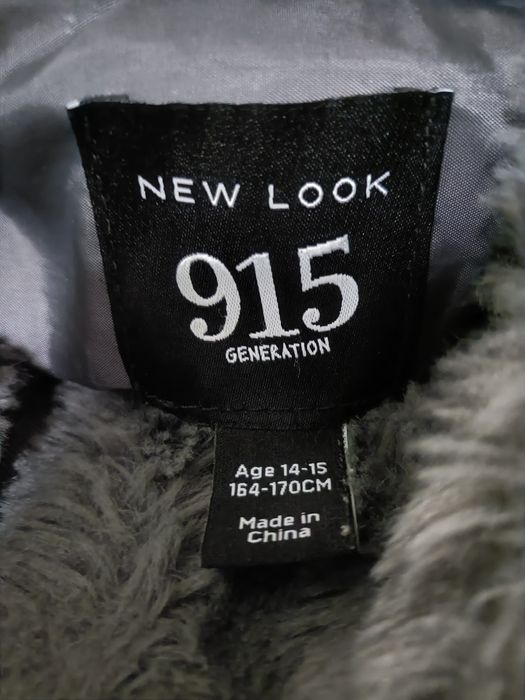 NEW LOOK
915
GENERATION
Age 14-15
164-170CM
Made in
China